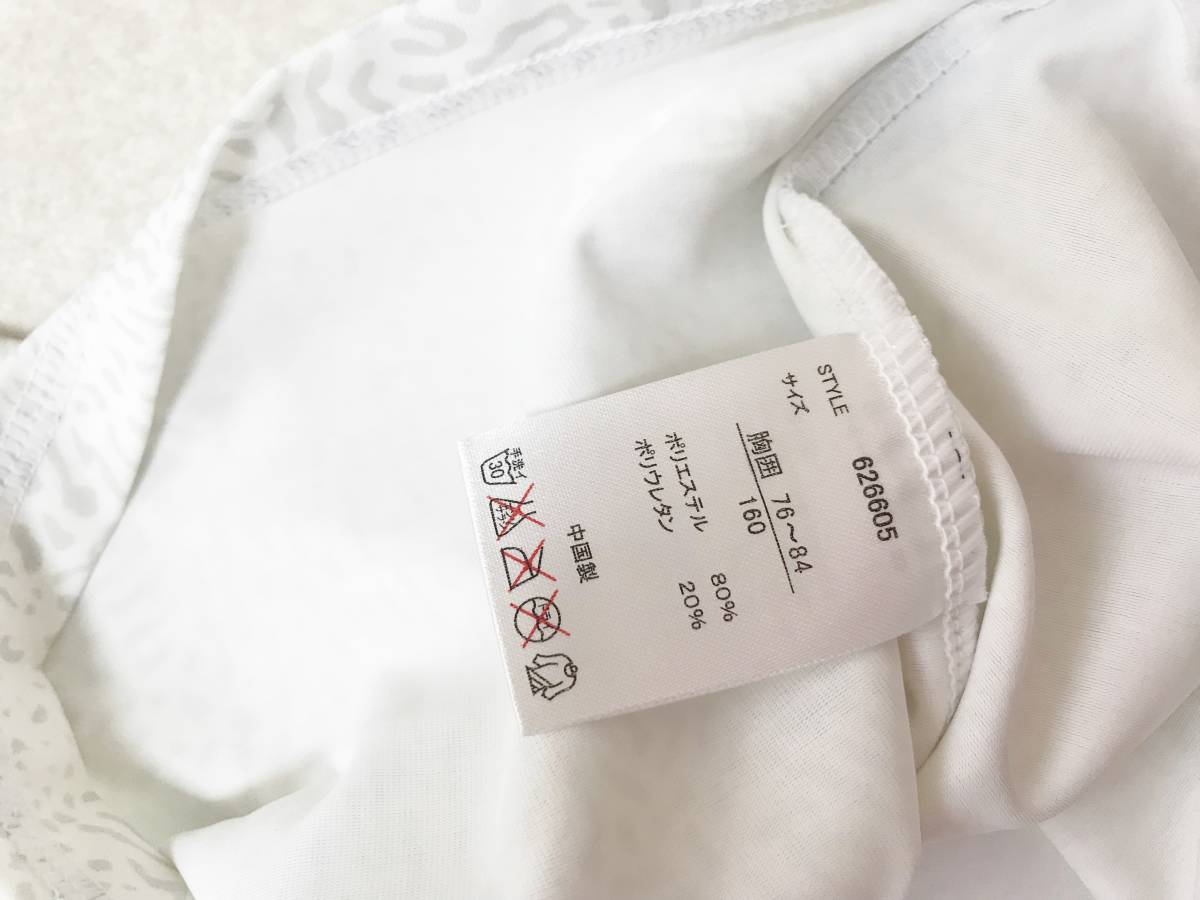 STYLE 626605
サイズ
胸囲 76～84
160
ポリエステル 80%
ポリウレタン 20%
中国製
手洗イ
30